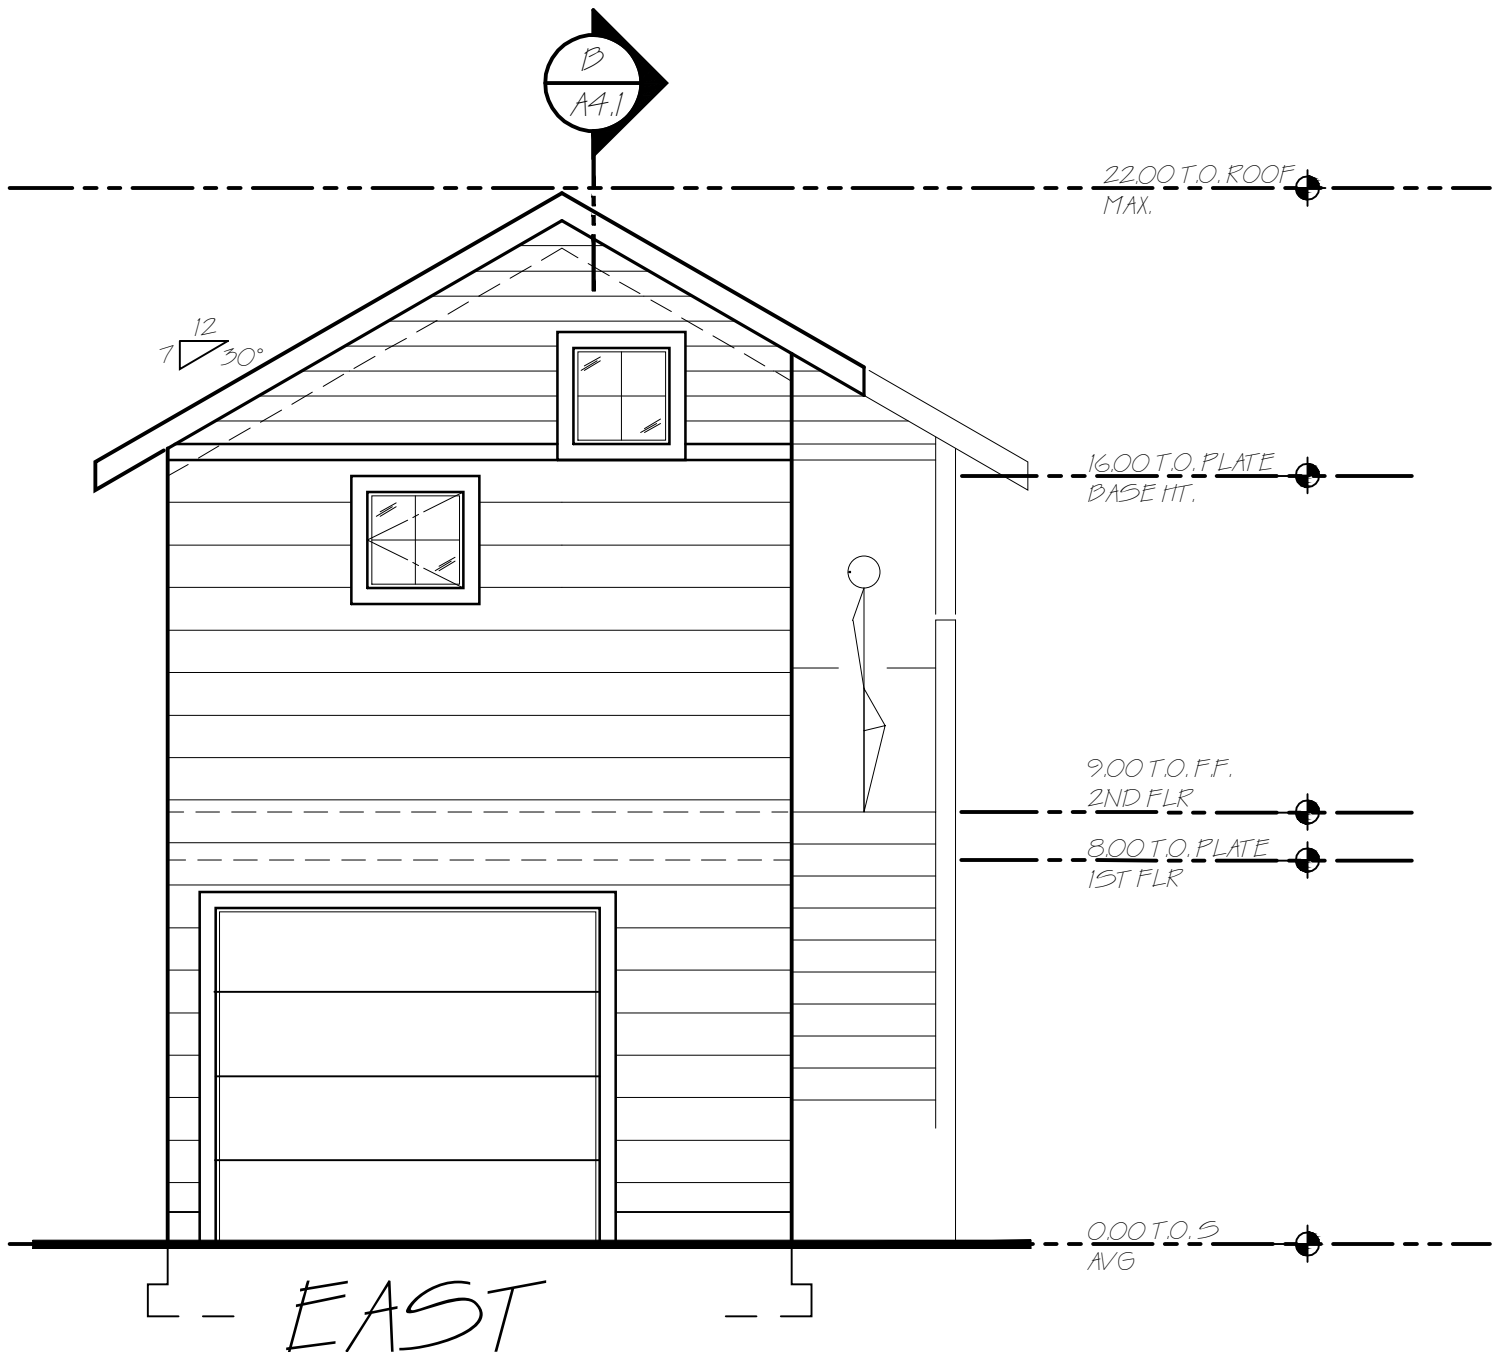 B
A4.1
22.00 T.O. ROOF
MAX.
12
7
30°
16.00 T.O. PLATE
BASE HT.
9.00 T.O. F.F.
2ND FLR
8.00 T.O. PLATE
1ST FLR
0.00 T.O. S
AVG
EAST